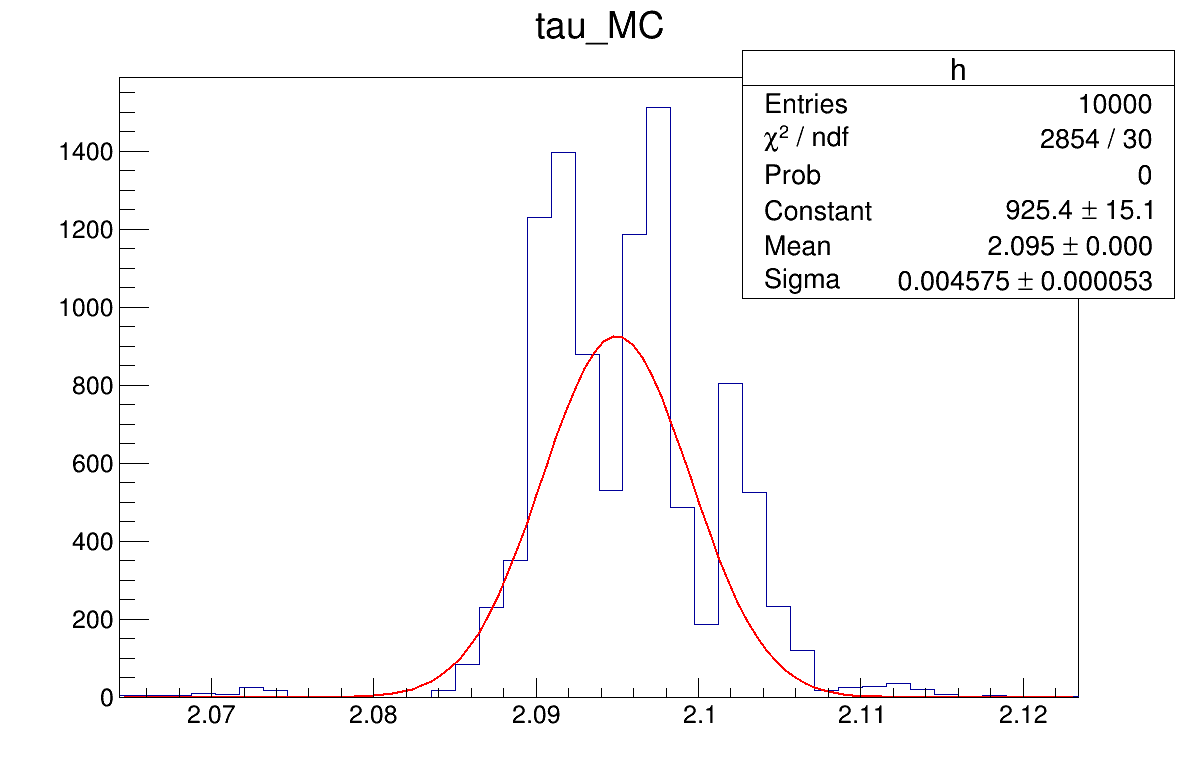 tau_MC
h
Entries 10000
χ² / ndf 2854 / 30
Prob 0
Constant 925.4 ± 15.1
Mean 2.095 ± 0.000
Sigma 0.004575 ± 0.000053
1400
1200
1000
800
600
400
200
0
2.07 2.08 2.09 2.1 2.11 2.12